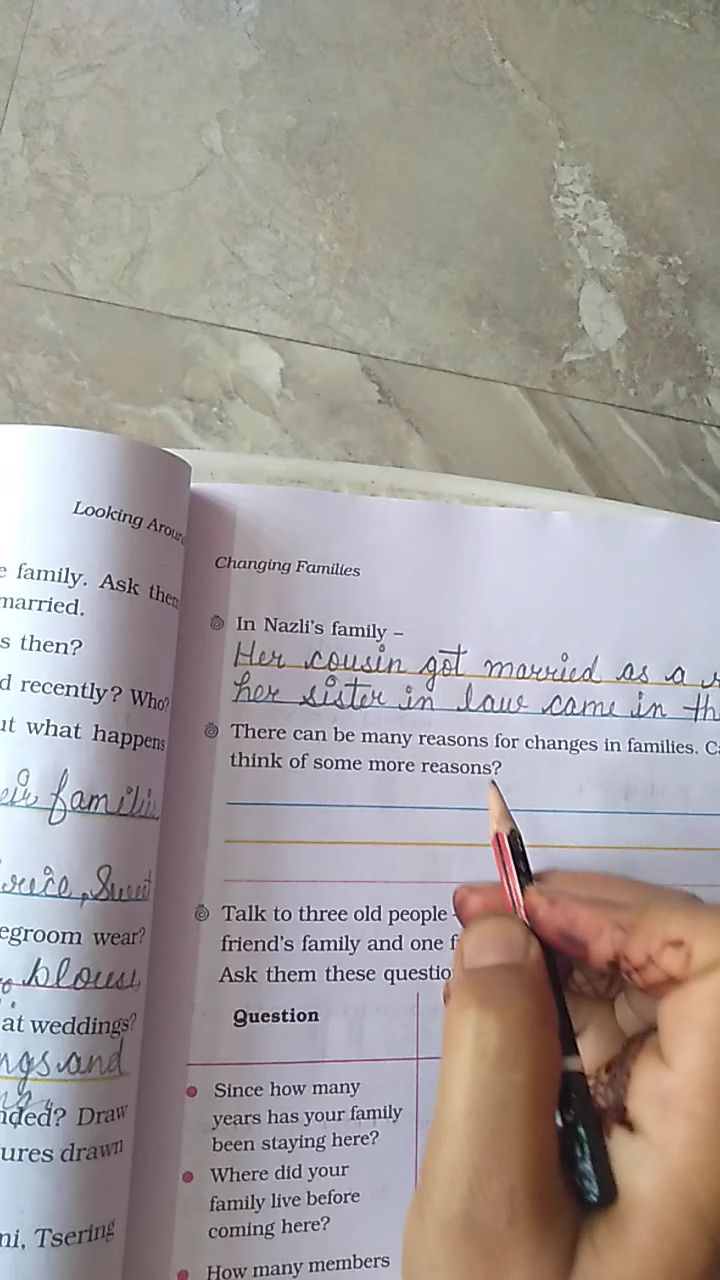 Looking Around
family. Ask them
married.
s then?
d recently? Who?
ut what happens
families
Sweet
egroom wear?
blouse
at weddings?
ngs and
nded? Draw
ures drawn
ni, Tsering
Changing Families
In Nazli's family –
Her cousin got married as a
her sister in law came in th
There can be many reasons for changes in families. Ca
think of some more reasons?
Talk to three old people
friend's family and one f
Ask them these questio
Question
Since how many
years has your family
been staying here?
Where did your
family live before
coming here?
How many members